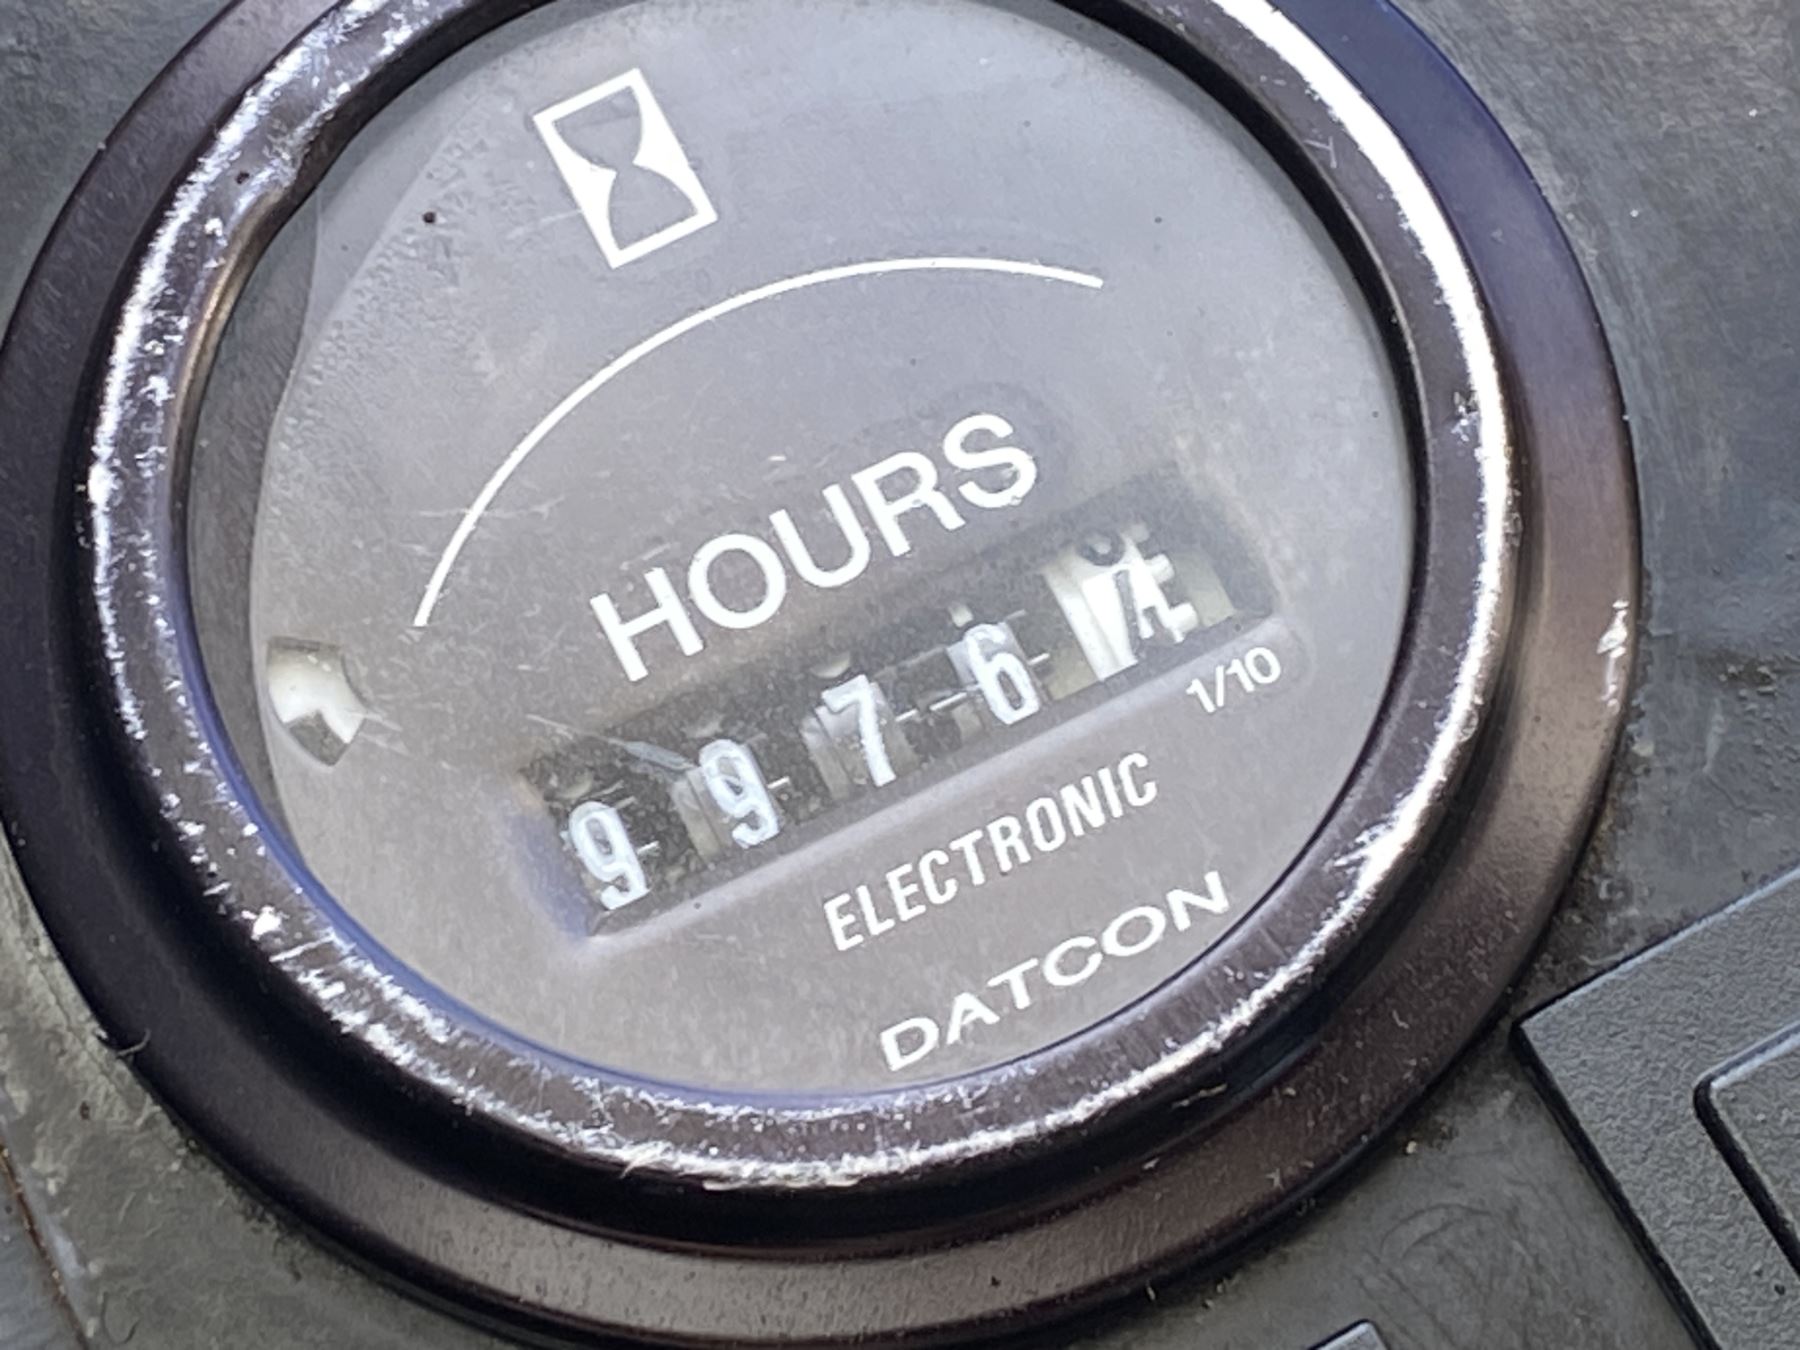 HOURS
9976
1/10
ELECTRONIC
DATCON